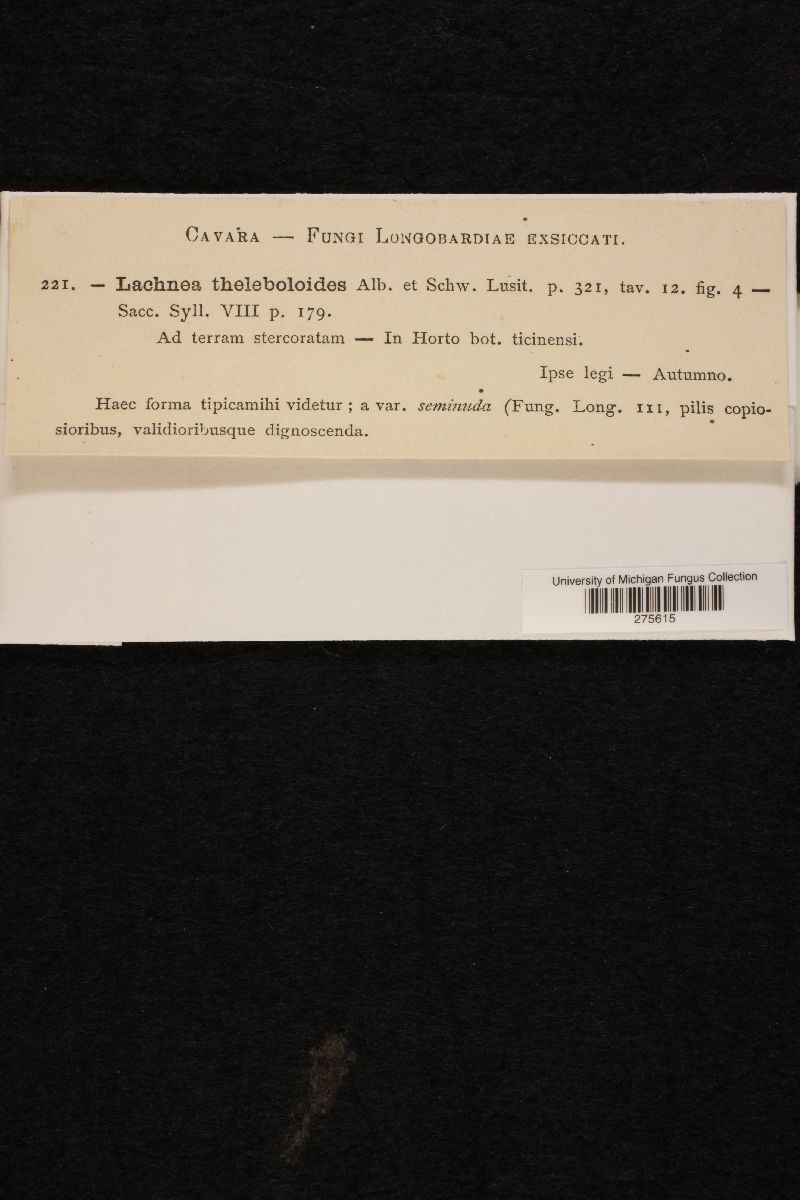 CAVARA — FUNGI LONGOBARDIAE EXSICCATI.
221. — Lachnea theleboloides Alb. et Schw. Lusit. p. 321, tav. 12. fig. 4 —
Sacc. Syll. VIII p. 179.
Ad terram stercoratam — In Horto bot. ticinensi.
Ipse legi — Autumno.
Haec forma tipicamihi videtur ; a var. seminuda (Fung. Long. III, pilis copio-
sioribus, validioribusque dignoscenda.
University of Michigan Fungus Collection
275615